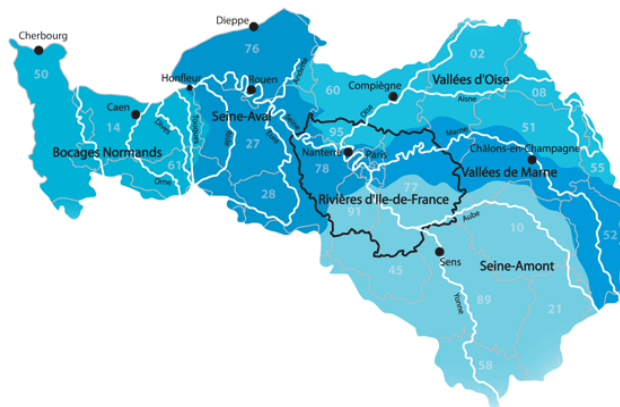 Dieppe
Cherbourg
76
50
02
Vallées d'Oise
Andelle
Honfleur
Rouen
60
Compiègne
Oise
Aisne
08
Caen
Seine-Aval
Seine
14
Dives
Touques
Risle
Eure
95
Marne
51
Bocages Normands
27
Nanterre
Paris
Châlons-en-Champagne
61
78
Vallées de Marne
55
Orne
77
28
Rivières d'Ile-de-France
91
Aube
10
52
45
Sens
Seine-Amont
Yonne
89
21
58